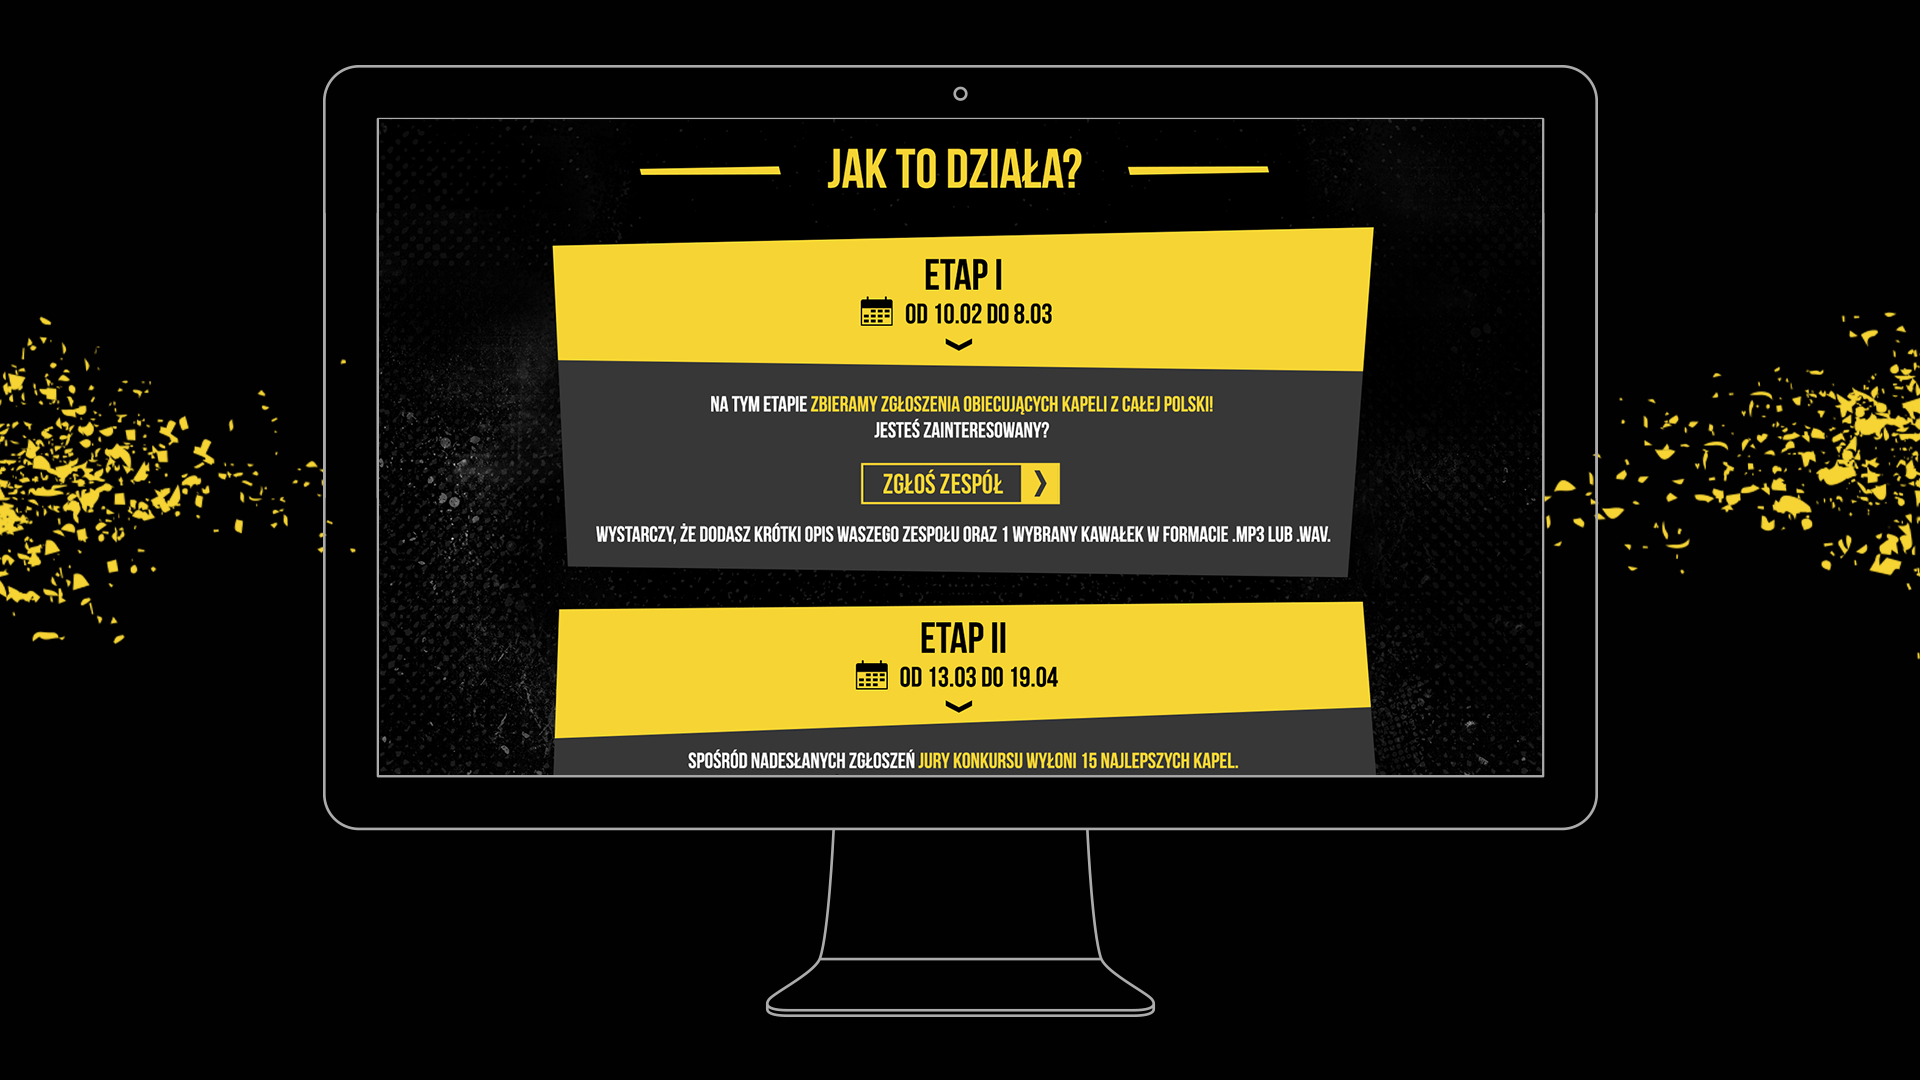 JAK TO DZIAŁA?
ETAP I
OD 10.02 DO 8.03
NA TYM ETAPIE ZBIERAMY ZGŁOSZENIA OBIECUJĄCYCH KAPELI Z CAŁEJ POLSKI!
JESTEŚ ZAINTERESOWANY?
ZGŁOŚ ZESPÓŁ
WYSTARCZY, ŻE DODASZ KRÓTKI OPIS WASZEGO ZESPOŁU ORAZ 1 WYBRANY KAWAŁEK W FORMACIE .MP3 LUB .WAV.
ETAP II
OD 13.03 DO 19.04
SPOŚRÓD NADESŁANYCH ZGŁOSZEŃ JURY KONKURSU WYŁONI 15 NAJLEPSZYCH KAPEL.